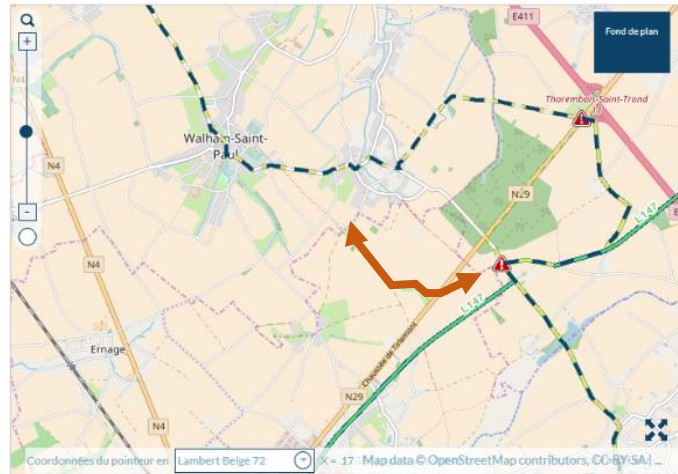 E411
Fond de plan
N4
Thorembais-Saint-Trond
Walhain-Saint-
Paul
N4
N29
L147
N4
L147
Ernage
Chaussée de Tirlemont
N29
N4
Coordonnées du pointeur en Lambert Belge 72 X = 17 Map data © OpenStreetMap contributors, CC-BY-SA | ...